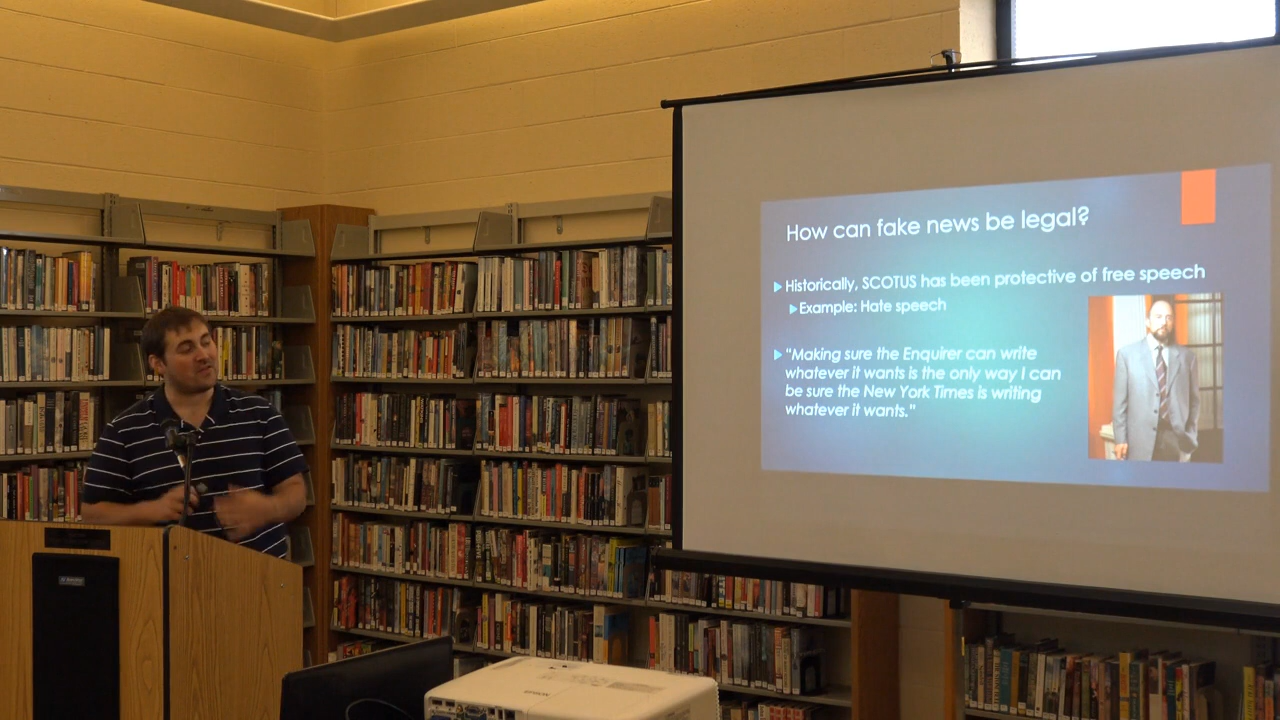 How can fake news be legal?
Historically, SCOTUS has been protective of free speech
Example: Hate speech
"Making sure the Enquirer can write
whatever it wants is the only way I can
be sure the New York Times is writing
whatever it wants."
EPSON